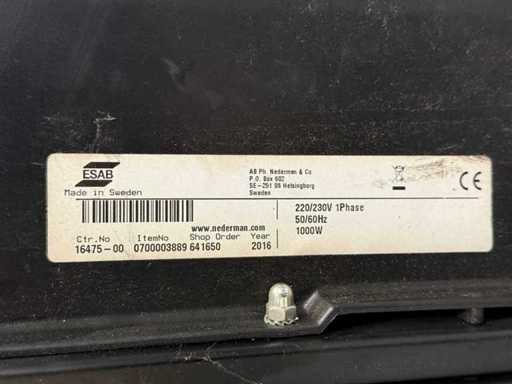 ESAB
Made in Sweden
AB Ph. Nederman & Co
P.O. Box 602
SE-251 06 Helsingborg
Sweden
CE
www.nederman.com
Ctr.No ItemNo Shop Order Year
16475-00 0700003889 641650 2016
220/230V 1Phase
50/60Hz
1000W